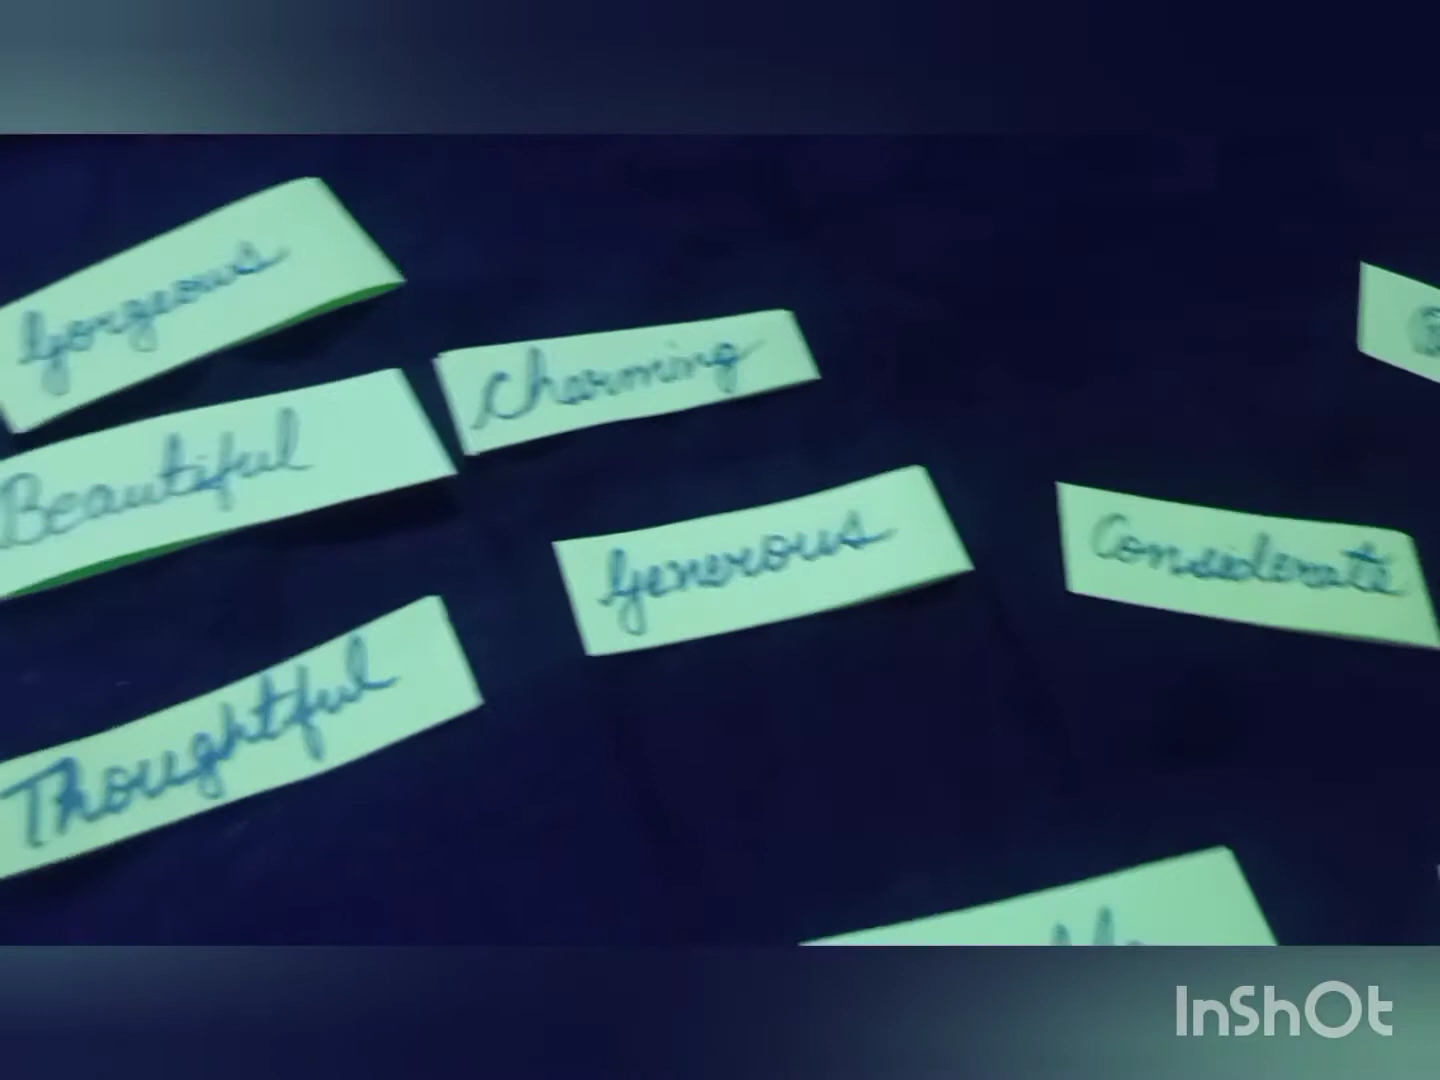 Gorgeous
Charming
Beautiful
Generous
Considerate
Thoughtful
InShOt